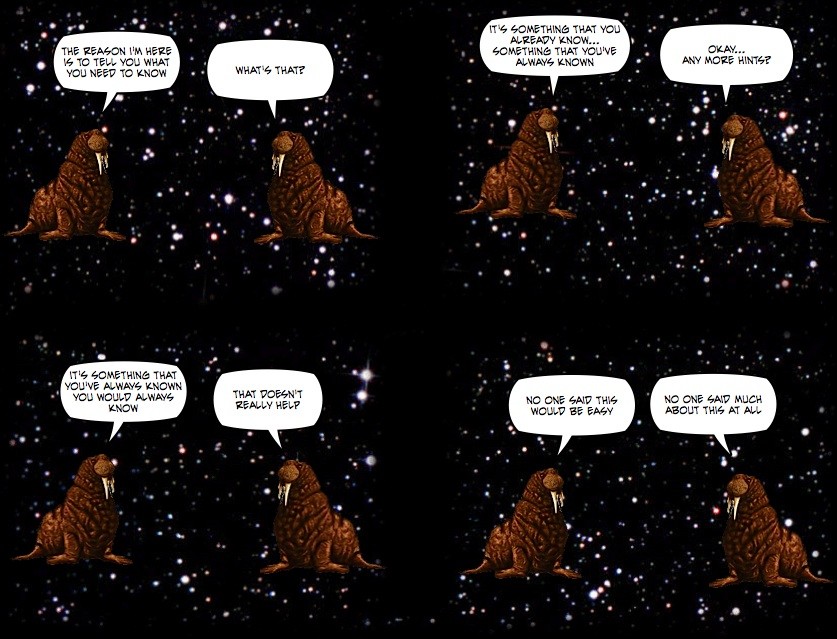 THE REASON I'M HERE
IS TO TELL YOU WHAT
YOU NEED TO KNOW
WHAT'S THAT?
IT'S SOMETHING THAT YOU
ALREADY KNOW...
SOMETHING THAT YOU'VE
ALWAYS KNOWN
OKAY...
ANY MORE HINTS?
IT'S SOMETHING THAT
YOU'VE ALWAYS KNOWN
YOU WOULD ALWAYS
KNOW
THAT DOESN'T
REALLY HELP
NO ONE SAID THIS
WOULD BE EASY
NO ONE SAID MUCH
ABOUT THIS AT ALL